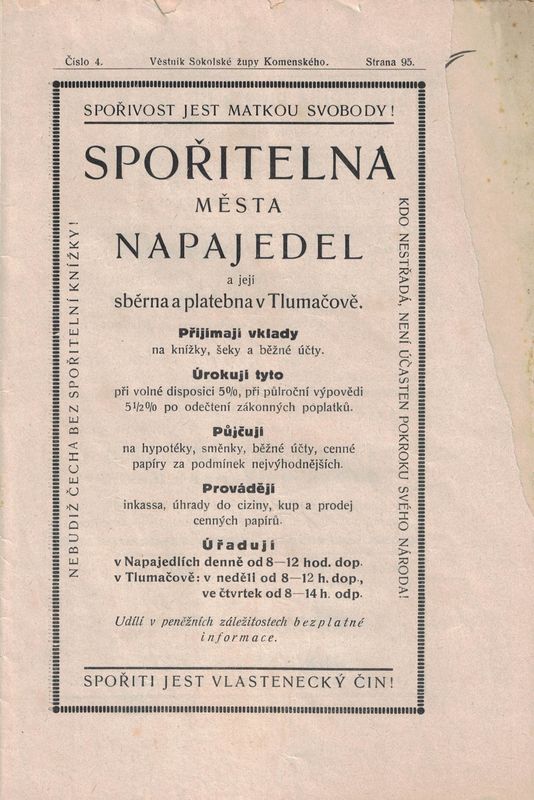 Číslo 4. Věstník Sokolské župy Komenského. Strana 95.
SPOŘIVOST JEST MATKOU SVOBODY!
SPOŘITELNA
MĚSTA
NAPAJEDEL
a její
sběrna a platebna v Tlumačově.
Přijímají vklady
na knížky, šeky a běžné účty.
Úrokují tyto
při volné disposici 5%, při půlroční výpovědi
5 1/2% po odečtení zákonných poplatků.
Půjčují
na hypotéky, směnky, běžné účty, cenné
papíry za podmínek nejvýhodnějších.
Provádějí
inkassa, úhrady do ciziny, kup a prodej
cenných papírů.
Úřadují
v Napajedlích denně od 8—12 hod. dop.
v Tlumačově: v neděli od 8—12 h. dop.,
ve čtvrtek od 8—14 h. odp.
Udílí v peněžních záležitostech bezplatné
informace.
SPOŘITI JEST VLASTENECKÝ ČIN!
NEBUDIŽ ČECHA BEZ SPOŘITELNÍ KNÍŽKY!
KDO NESTŘADÁ, NENÍ ÚČASTEN POKROKU SVÉHO NÁRODA!